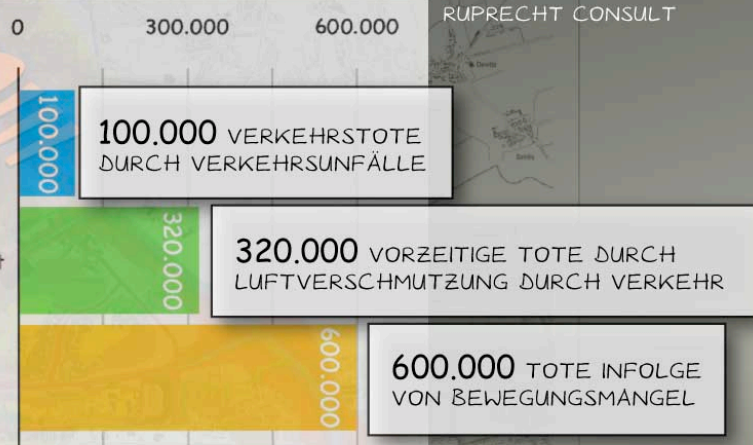 RUPRECHT CONSULT
0 300.000 600.000
100.000
100.000 VERKEHRSTOTE
DURCH VERKEHRSUNFÄLLE
320.000
320.000 VORZEITIGE TOTE DURCH
LUFTVERSCHMUTZUNG DURCH VERKEHR
600.000
600.000 TOTE INFOLGE
VON BEWEGUNGSMANGEL